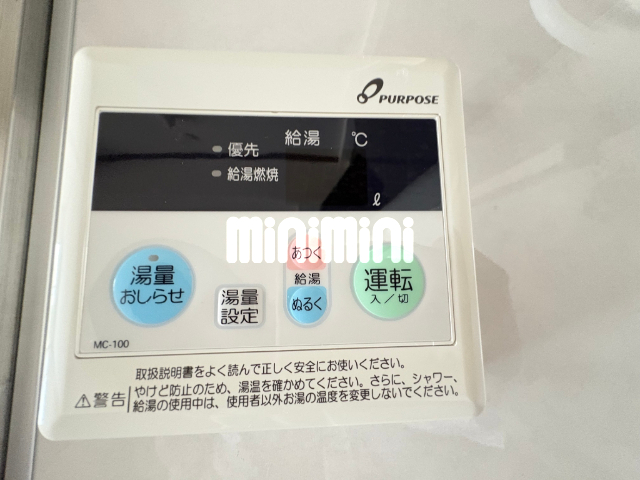 PURPOSE
給湯 ℃
優先
給湯燃焼
ℓ
minimini
湯量
おしらせ
湯量
設定
あつく
給湯
ぬるく
運転
入/切
MC-100
取扱説明書をよく読んで正しく安全にお使いください。
⚠警告
やけど防止のため、湯温を確かめてください。さらに、シャワー、
給湯の使用中は、使用者以外お湯の温度を変更しないでください。